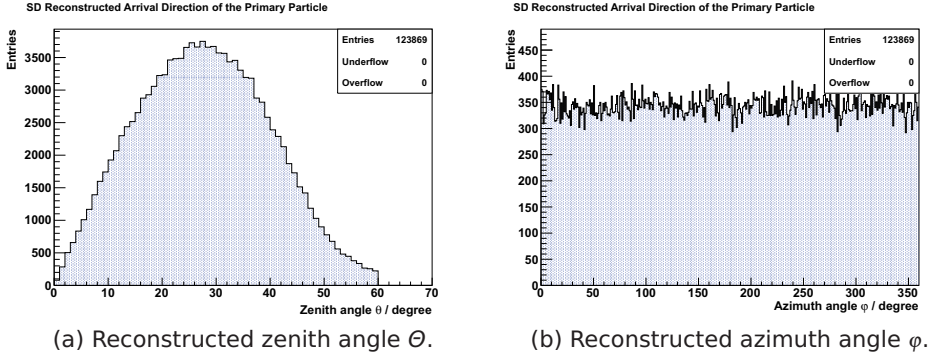 SD Reconstructed Arrival Direction of the Primary Particle
Entries
Entries 123869
Underflow 0
Overflow 0
3500
3000
2500
2000
1500
1000
500
0
0 10 20 30 40 50 60 70
Zenith angle θ / degree
(a) Reconstructed zenith angle Θ.
SD Reconstructed Arrival Direction of the Primary Particle
Entries
Entries 123869
Underflow 0
Overflow 0
450
400
350
300
250
200
150
100
50
0
0 50 100 150 200 250 300 350
Azimuth angle φ / degree
(b) Reconstructed azimuth angle φ.